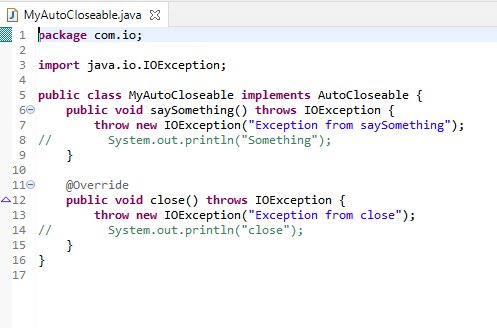 MyAutoCloseable.java
1 package com.io;
2
3 import java.io.IOException;
4
5 public class MyAutoCloseable implements AutoCloseable {
6     public void saySomething() throws IOException {
7         throw new IOException("Exception from saySomething");
8 //        System.out.println("Something");
9     }
10
11     @Override
12     public void close() throws IOException {
13         throw new IOException("Exception from close");
14 //        System.out.println("close");
15     }
16 }
17